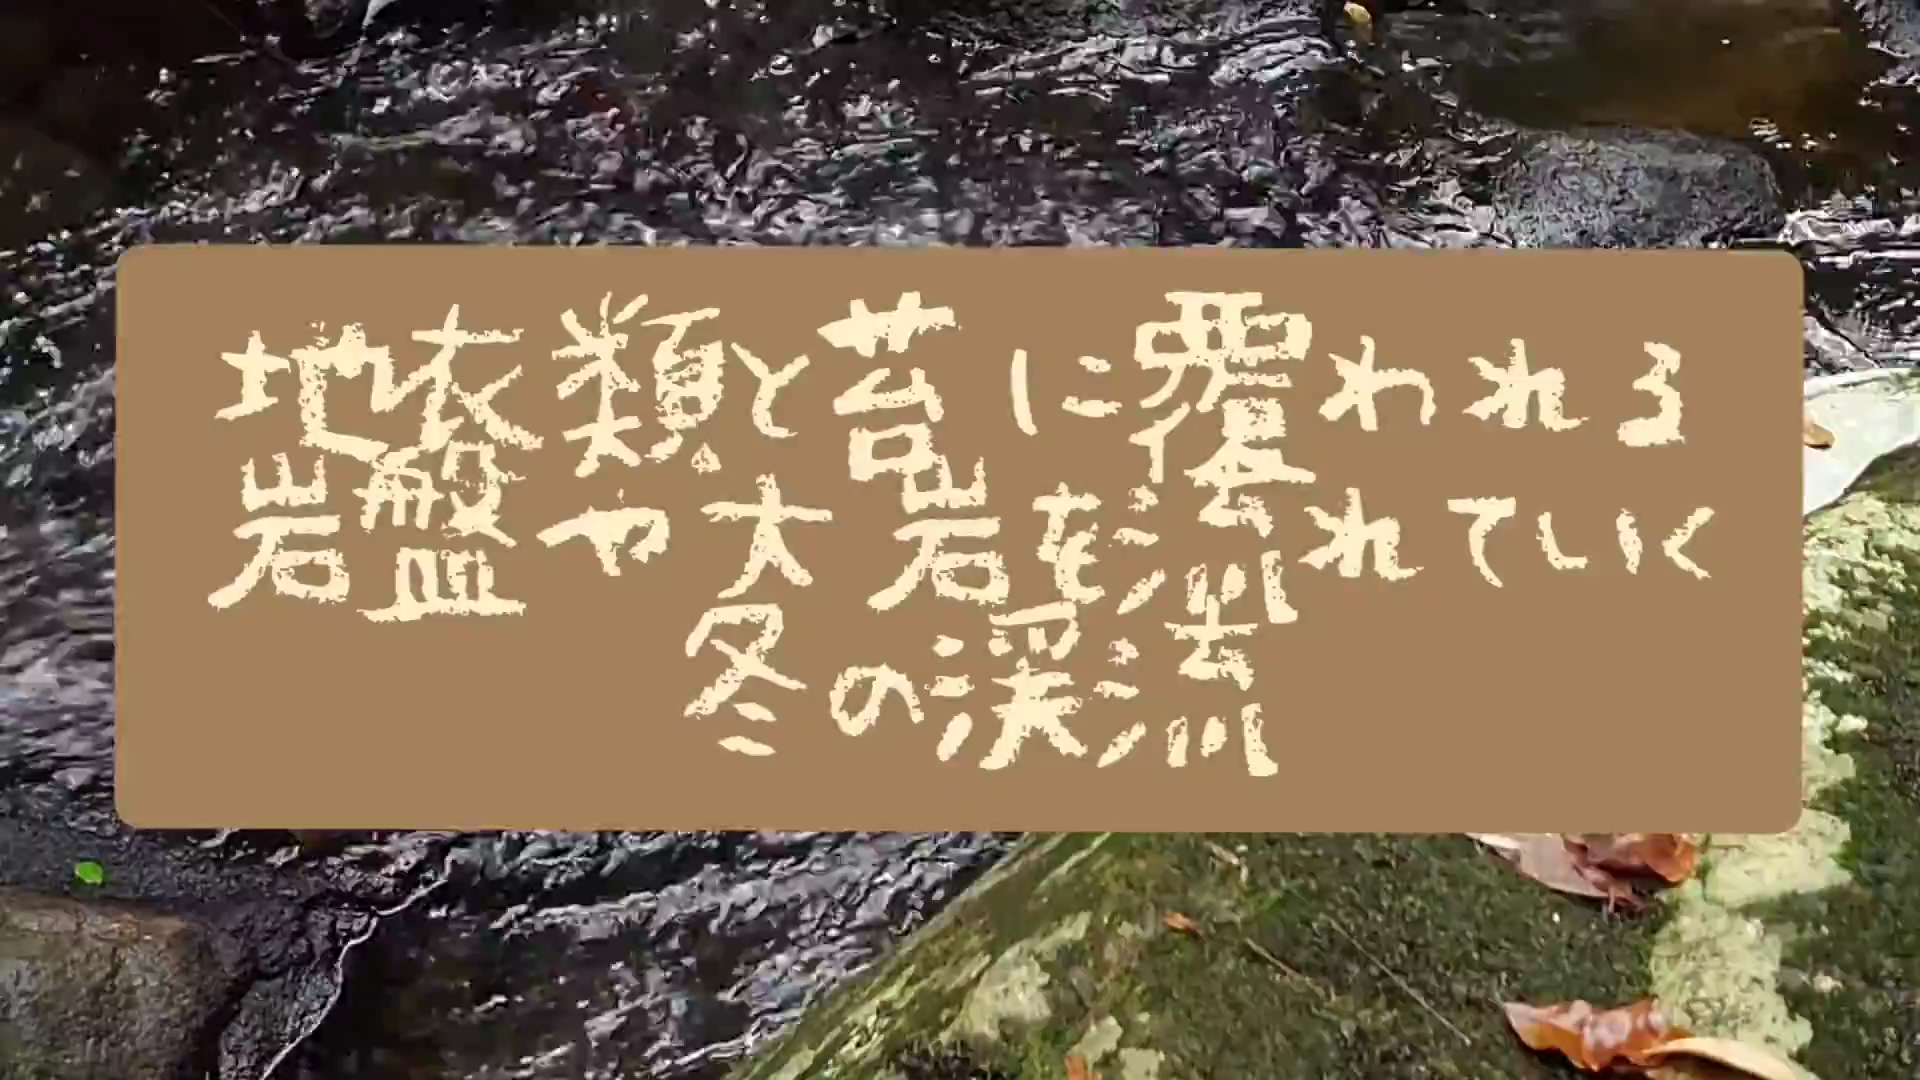 地衣類と苔に覆われる
岩盤や大岩を流れていく
冬の渓流